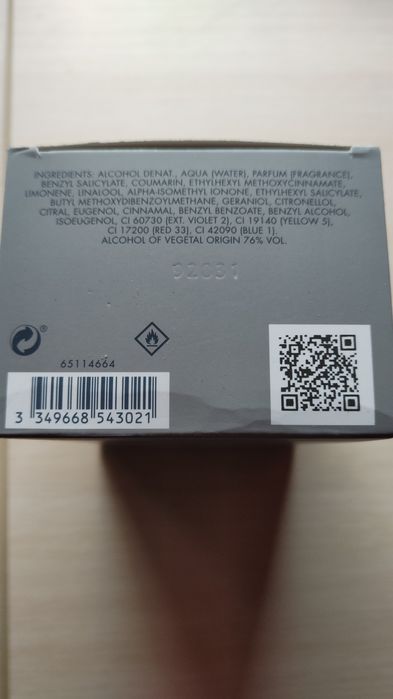 INGREDIENTS: ALCOHOL DENAT., AQUA (WATER), PARFUM (FRAGRANCE),
BENZYL SALICYLATE, COUMARIN, ETHYLHEXYL METHOXYCINNAMATE,
LIMONENE, LINALOOL, ALPHA-ISOMETHYL IONONE, ETHYLHEXYL SALICYLATE,
BUTYL METHOXYDIBENZOYLMETHANE, GERANIOL, CITRONELLOL,
CITRAL, EUGENOL, CINNAMAL, BENZYL BENZOATE, BENZYL ALCOHOL,
ISOEUGENOL, CI 60730 (EXT. VIOLET 2), CI 19140 (YELLOW 5),
CI 17200 (RED 33), CI 42090 (BLUE 1).
ALCOHOL OF VEGETAL ORIGIN 76% VOL.
®
65114664
3 349668 543021